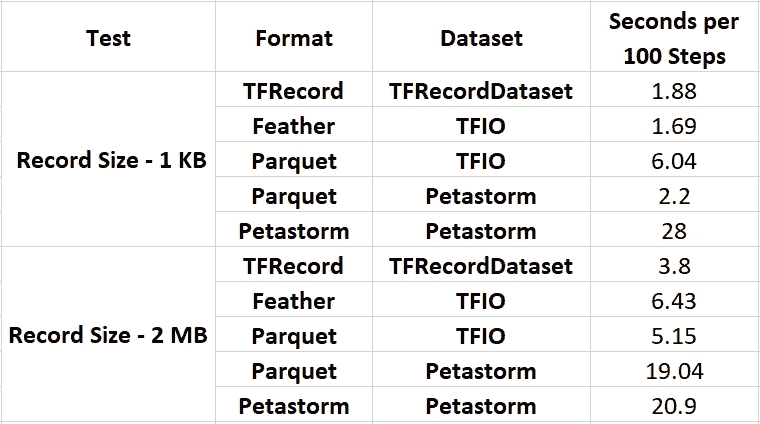 Test Format Dataset Seconds per
100 Steps
Record Size - 1 KB
TFRecord TFRecordDataset 1.88
Feather TFIO 1.69
Parquet TFIO 6.04
Parquet Petastorm 2.2
Petastorm Petastorm 28
Record Size - 2 MB
TFRecord TFRecordDataset 3.8
Feather TFIO 6.43
Parquet TFIO 5.15
Parquet Petastorm 19.04
Petastorm Petastorm 20.9